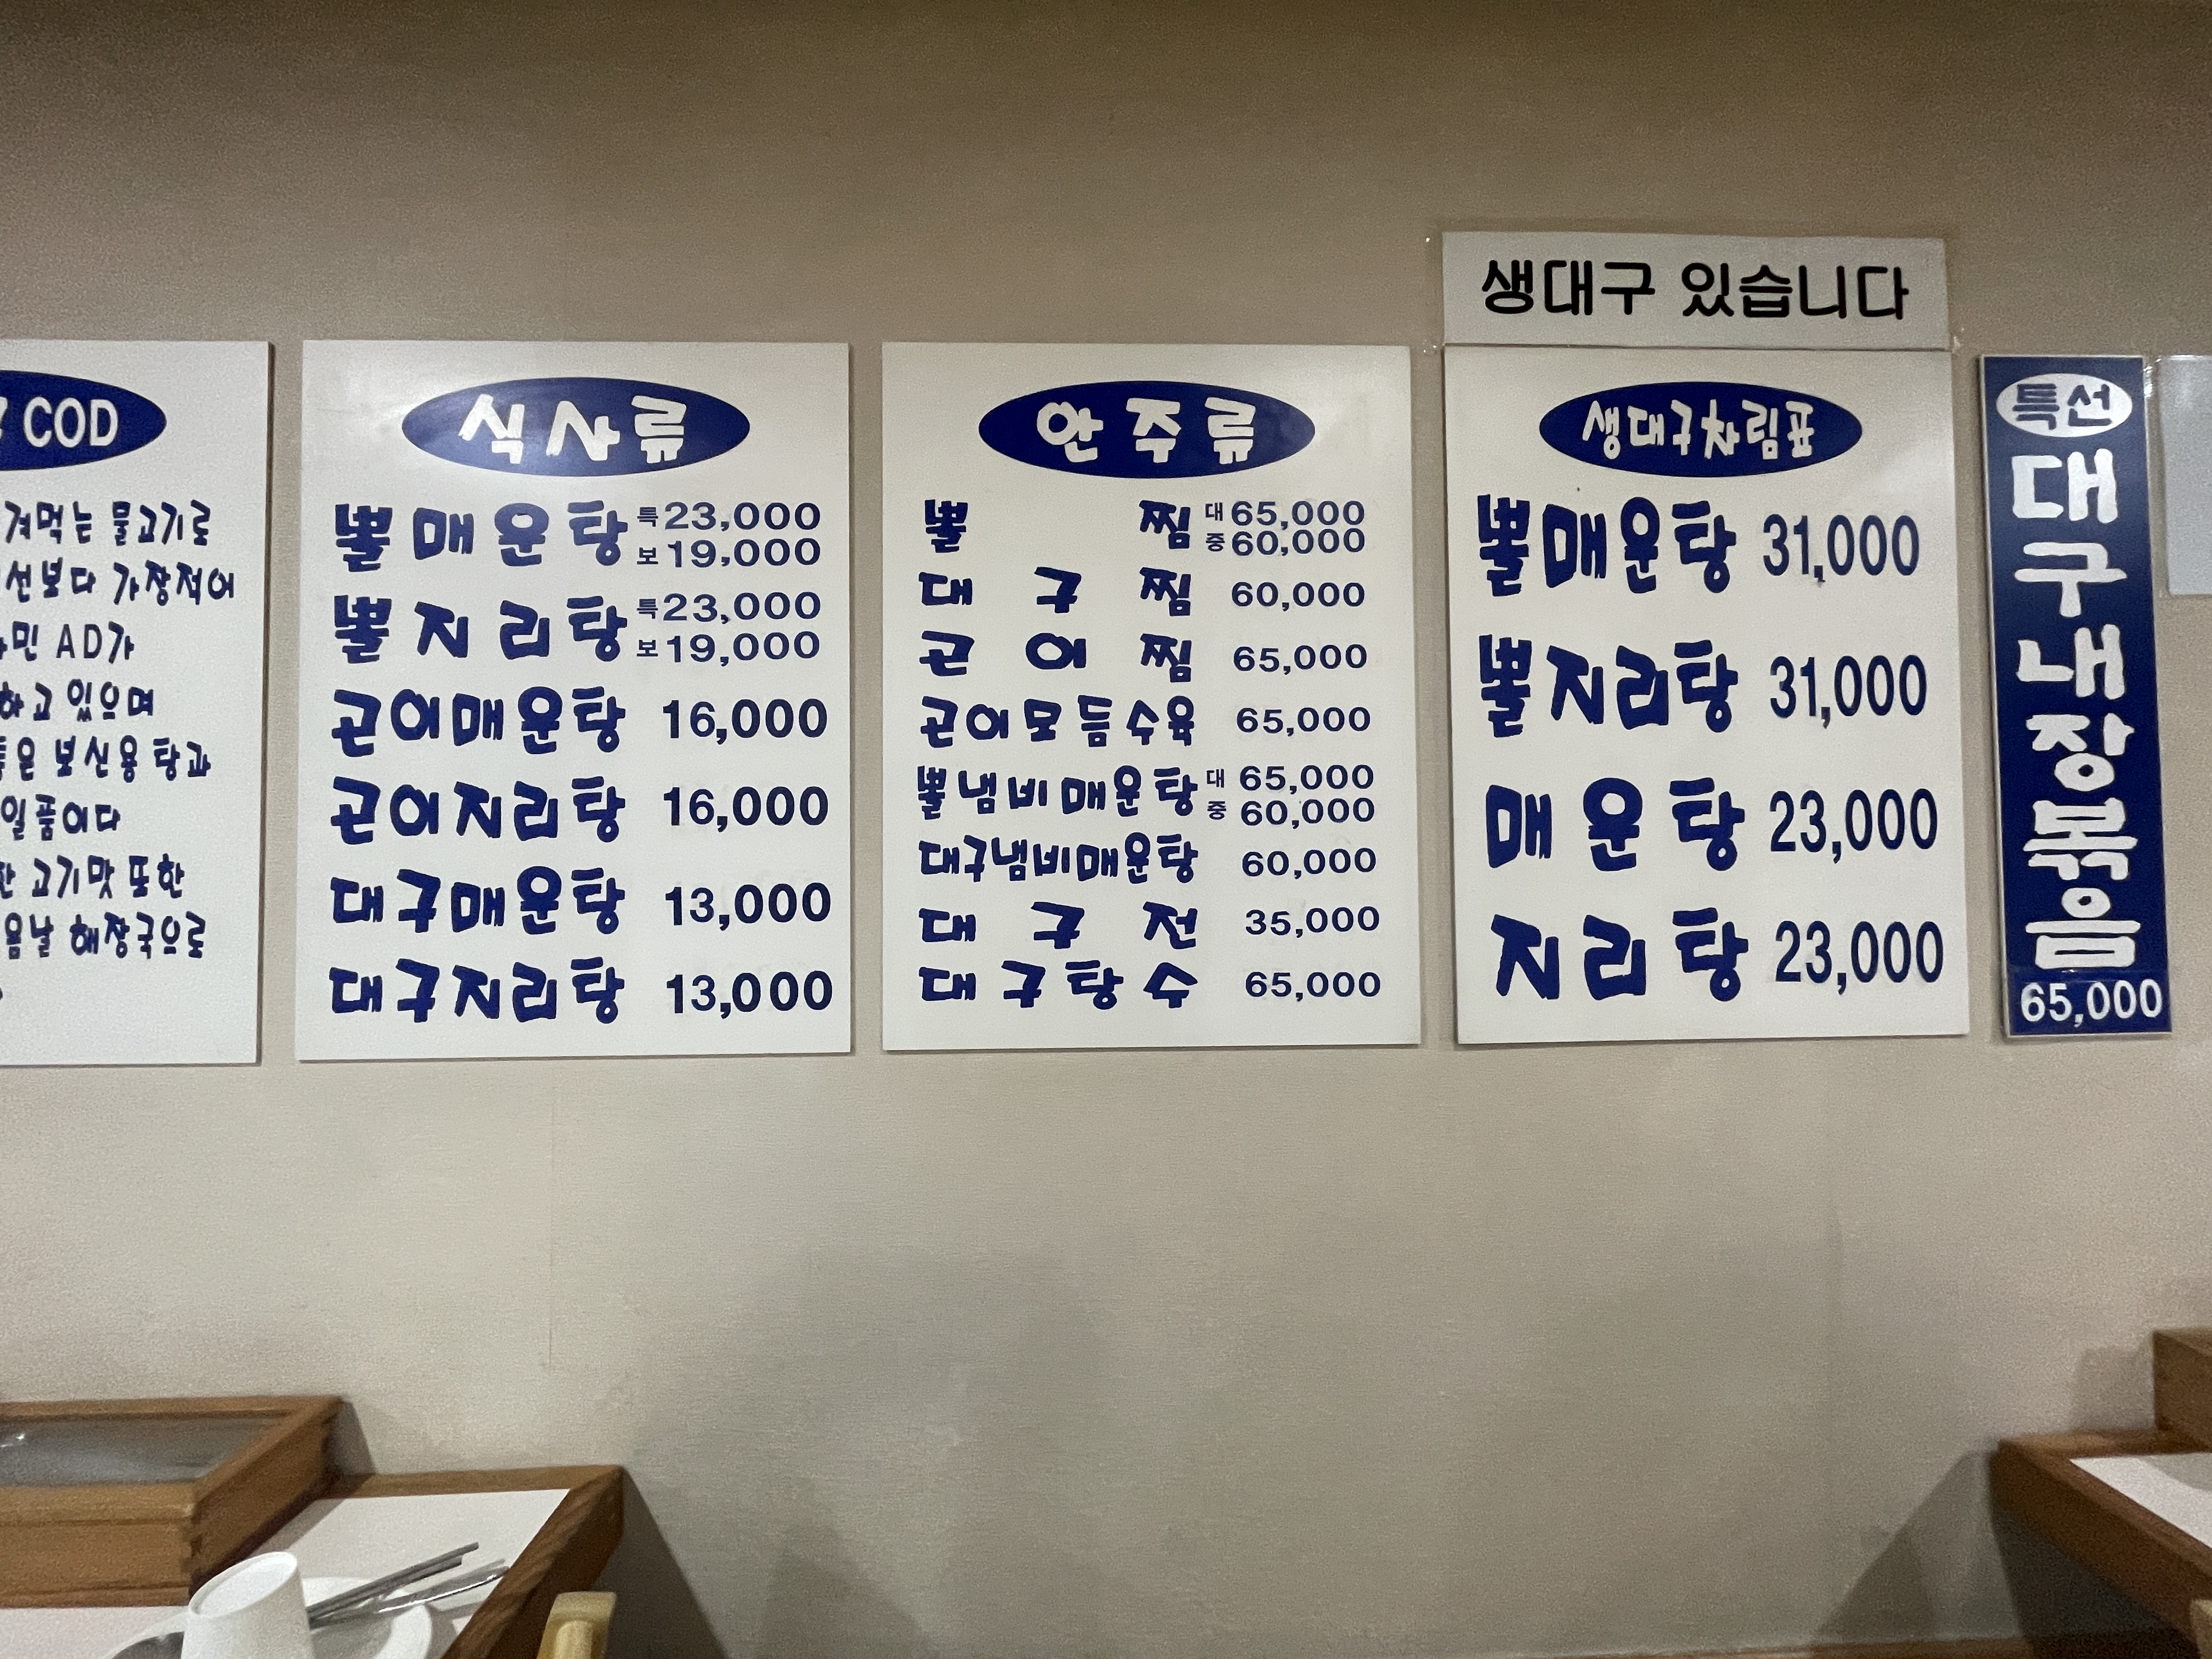 COD
겨먹는 물고기로
선보다 가장적어
민 AD가
하고 있으며
은 보신용 탕과
일품이다
고기맛 또한
음날 해장국으로
식사류
뽈매운탕 특23,000
보19,000
뽈지리탕 특23,000
보19,000
곤이매운탕 16,000
곤이지리탕 16,000
대구매운탕 13,000
대구지리탕 13,000
안주류
뽈찜 대65,000
중60,000
대구찜 60,000
곤이찜 65,000
곤이모듬수육 65,000
뽈냄비매운탕 대 65,000
중 60,000
대구냄비매운탕 60,000
대구전 35,000
대구탕수 65,000
생대구 있습니다
생대구차림표
뽈매운탕 31,000
뽈지리탕 31,000
매운탕 23,000
지리탕 23,000
특선
대구내장볶음
65,000